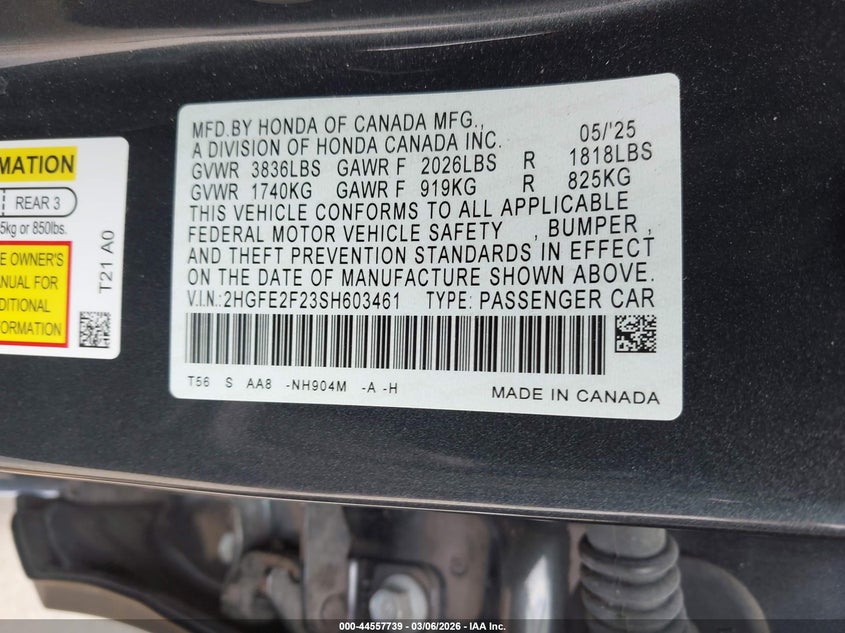 MFD.BY HONDA OF CANADA MFG., 05/'25
A DIVISION OF HONDA CANADA INC.
GVWR 3836LBS GAWR F 2026LBS R 1818LBS
GVWR 1740KG GAWR F 919KG R 825KG
THIS VEHICLE CONFORMS TO ALL APPLICABLE
FEDERAL MOTOR VEHICLE SAFETY , BUMPER ,
AND THEFT PREVENTION STANDARDS IN EFFECT
ON THE DATE OF MANUFACTURE SHOWN ABOVE.
V.I.N.:2HGFE2F23SH603461 TYPE: PASSENGER CAR
T56 S AA8 -NH904M -A -H
MADE IN CANADA
MATION
REAR 3
5kg or 850lbs.
E OWNER'S
NUAL FOR
DITIONAL
ORMATION
T21 A0
000-44557739 - 03/06/2026 - IAA Inc.